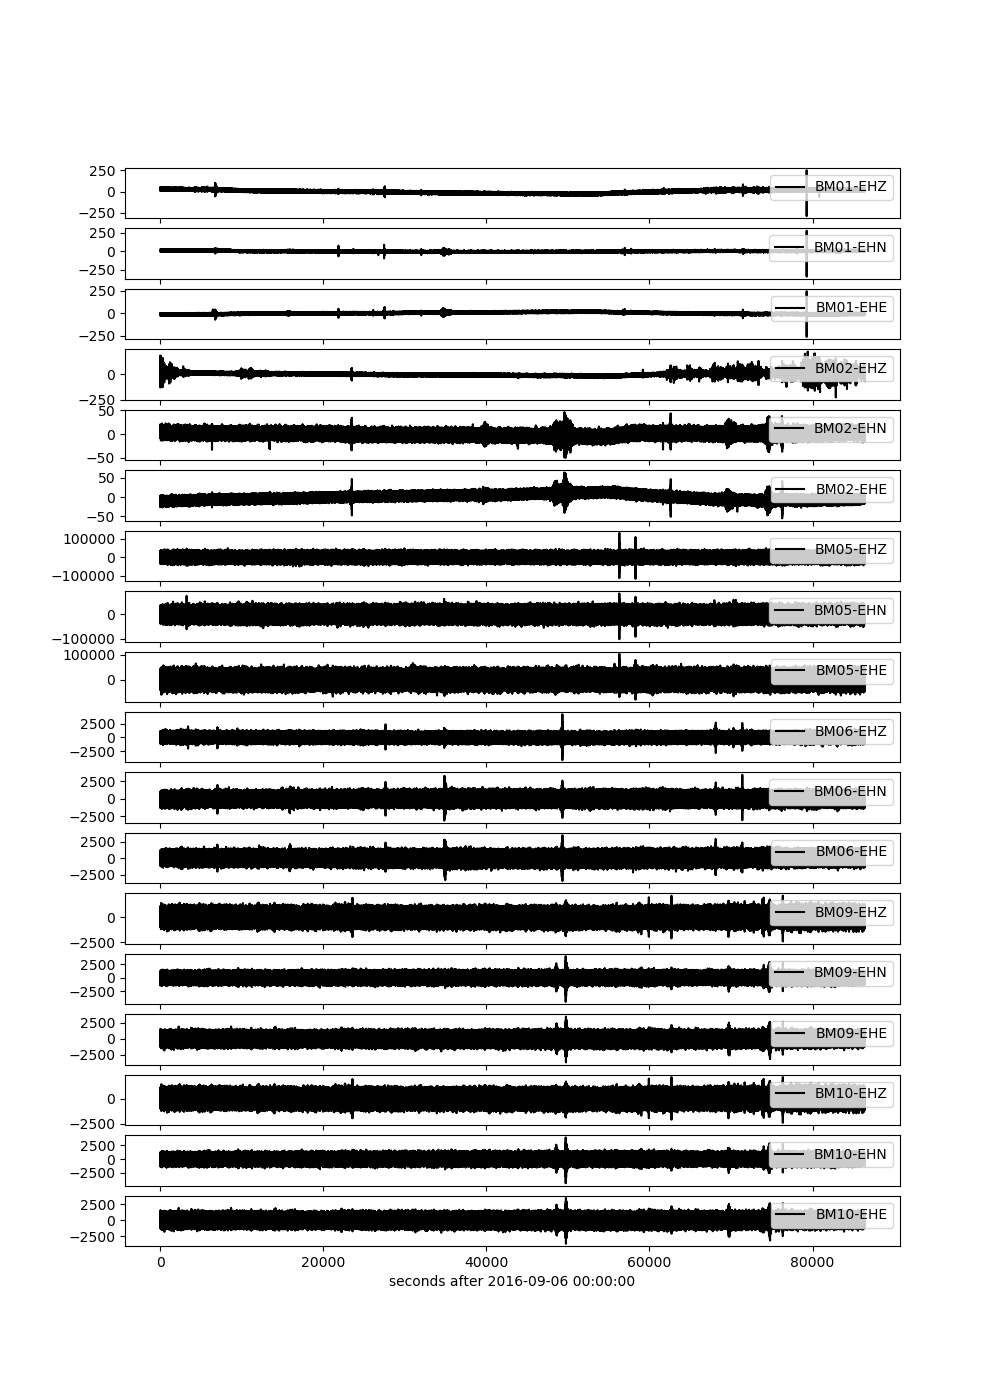 250
0
−250
BM01-EHZ
250
0
−250
BM01-EHN
250
0
−250
BM01-EHE
0
−250
BM02-EHZ
50
0
−50
BM02-EHN
50
0
−50
BM02-EHE
100000
0
−100000
BM05-EHZ
0
−100000
BM05-EHN
100000
0
BM05-EHE
2500
0
−2500
BM06-EHZ
2500
0
−2500
BM06-EHN
2500
0
−2500
BM06-EHE
0
−2500
BM09-EHZ
2500
0
−2500
BM09-EHN
2500
0
−2500
BM09-EHE
0
−2500
BM10-EHZ
2500
0
−2500
BM10-EHN
2500
0
−2500
BM10-EHE
0 20000 40000 60000 80000
seconds after 2016-09-06 00:00:00